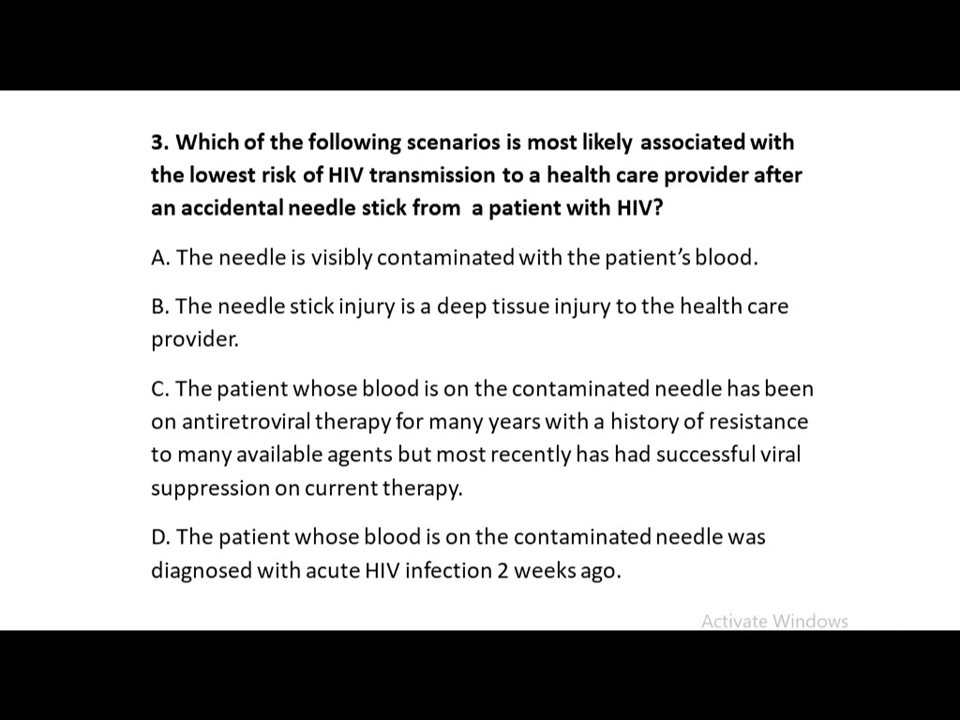 3. Which of the following scenarios is most likely associated with
the lowest risk of HIV transmission to a health care provider after
an accidental needle stick from a patient with HIV?
A. The needle is visibly contaminated with the patient’s blood.
B. The needle stick injury is a deep tissue injury to the health care
provider.
C. The patient whose blood is on the contaminated needle has been
on antiretroviral therapy for many years with a history of resistance
to many available agents but most recently has had successful viral
suppression on current therapy.
D. The patient whose blood is on the contaminated needle was
diagnosed with acute HIV infection 2 weeks ago.
Activate Windows